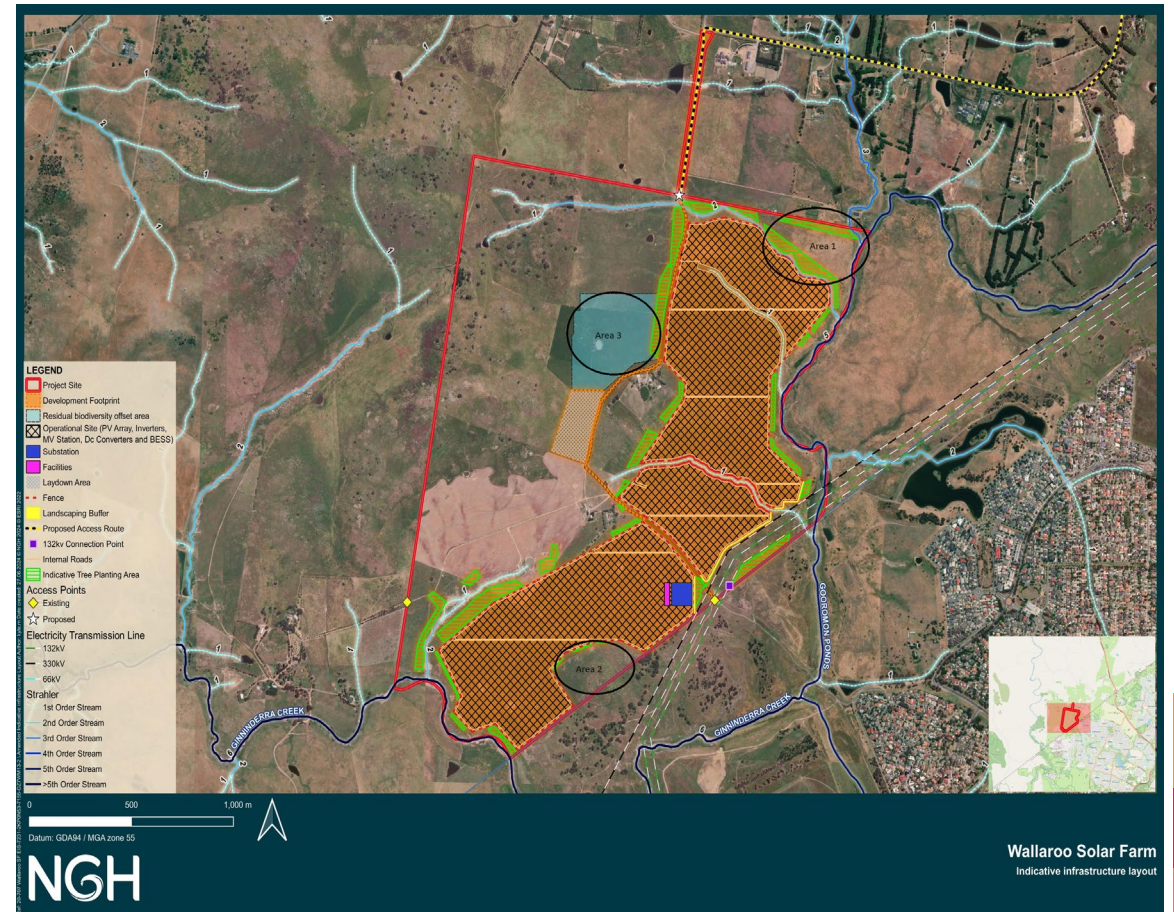 Area 1
Area 3
Area 2
GOOROMON PONDS
GINNINDERRA CREEK
GINNINDERRA CREEK
LEGEND
Project Site
Development Footprint
Residual biodiversity offset area
Operational Site (PV Array, Inverters,
MV Station, Dc Converters and BESS)
Substation
Facilities
Laydown Area
Fence
Landscaping Buffer
Proposed Access Route
132kv Connection Point
Internal Roads
Indicative Tree Planting Area
Access Points
Existing
Proposed
Electricity Transmission Line
132kV
330kV
66kV
Strahler
1st Order Stream
2nd Order Stream
3rd Order Stream
4th Order Stream
5th Order Stream
>5th Order Stream
0 500 1,000 m
Datum: GDA94 / MGA zone 55
NGH
Wallaroo Solar Farm
Indicative infrastructure layout